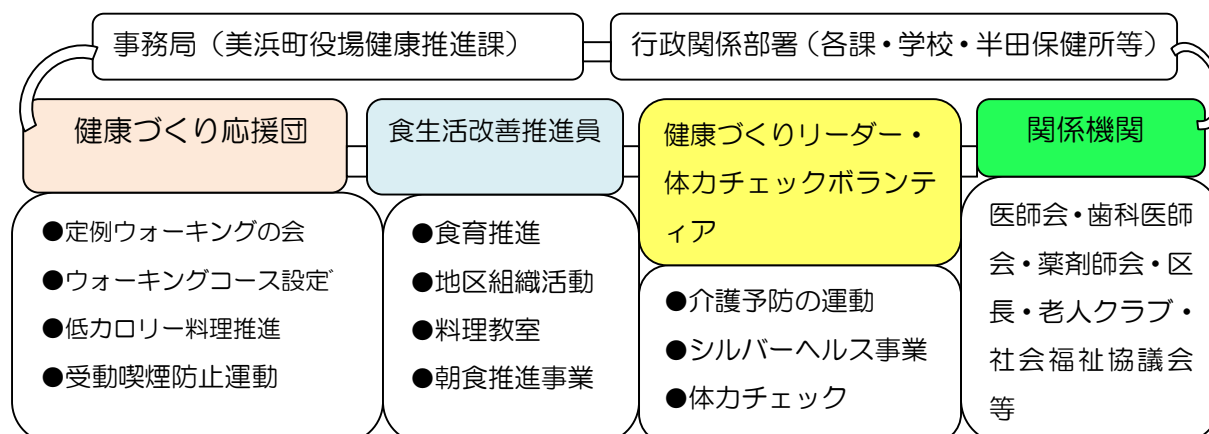 事務局（美浜町役場健康推進課）
行政関係部署（各課・学校・半田保健所等）
健康づくり応援団
●定例ウォーキングの会
●ウォーキングコース設定
●低カロリー料理推進
●受動喫煙防止運動
食生活改善推進員
●食育推進
●地区組織活動
●料理教室
●朝食推進事業
健康づくりリーダー・
体力チェックボランテ
ィア
●介護予防の運動
●シルバーヘルス事業
●体力チェック
関係機関
医師会・歯科医師
会・薬剤師会・区
長・老人クラブ・
社会福祉協議会
等